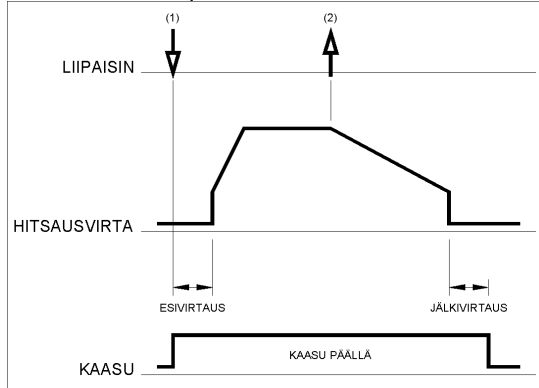 (1)
(2)
LIIPAISIN
HITSAUSVIRTA
ESIVIRTAUS
JÄLKIVIRTAUS
KAASU PÄÄLLÄ
KAASU